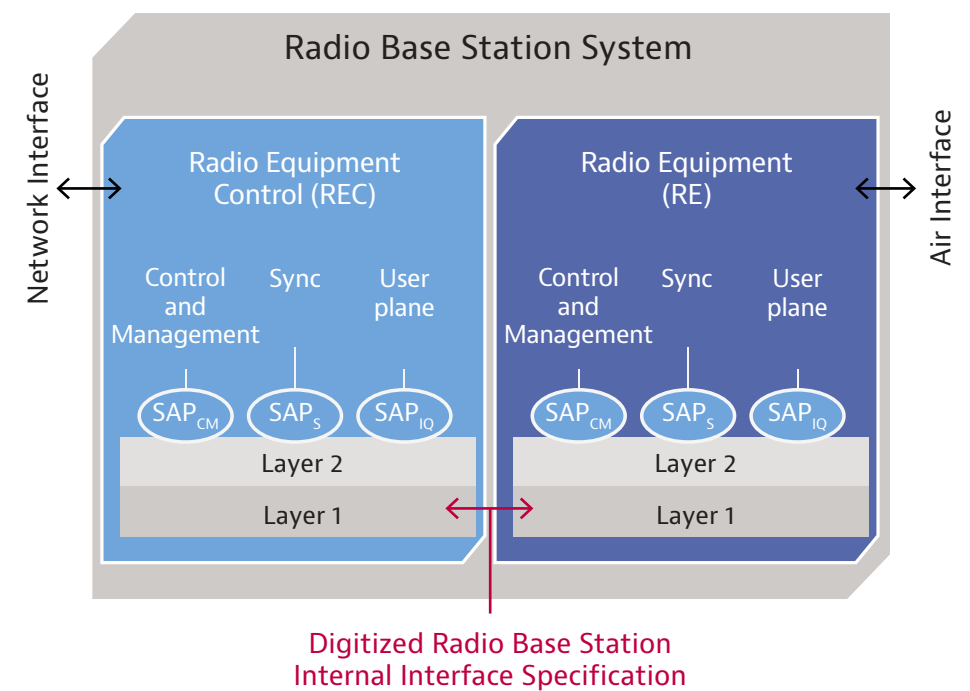 Radio Base Station System
Network Interface
Radio Equipment
Control (REC)
Control
and
Management
Sync
User
plane
SAPCM
SAPS
SAPIQ
Layer 2
Layer 1
Radio Equipment
(RE)
Control
and
Management
Sync
User
plane
SAPCM
SAPS
SAPIQ
Layer 2
Layer 1
Air Interface
Digitized Radio Base Station
Internal Interface Specification